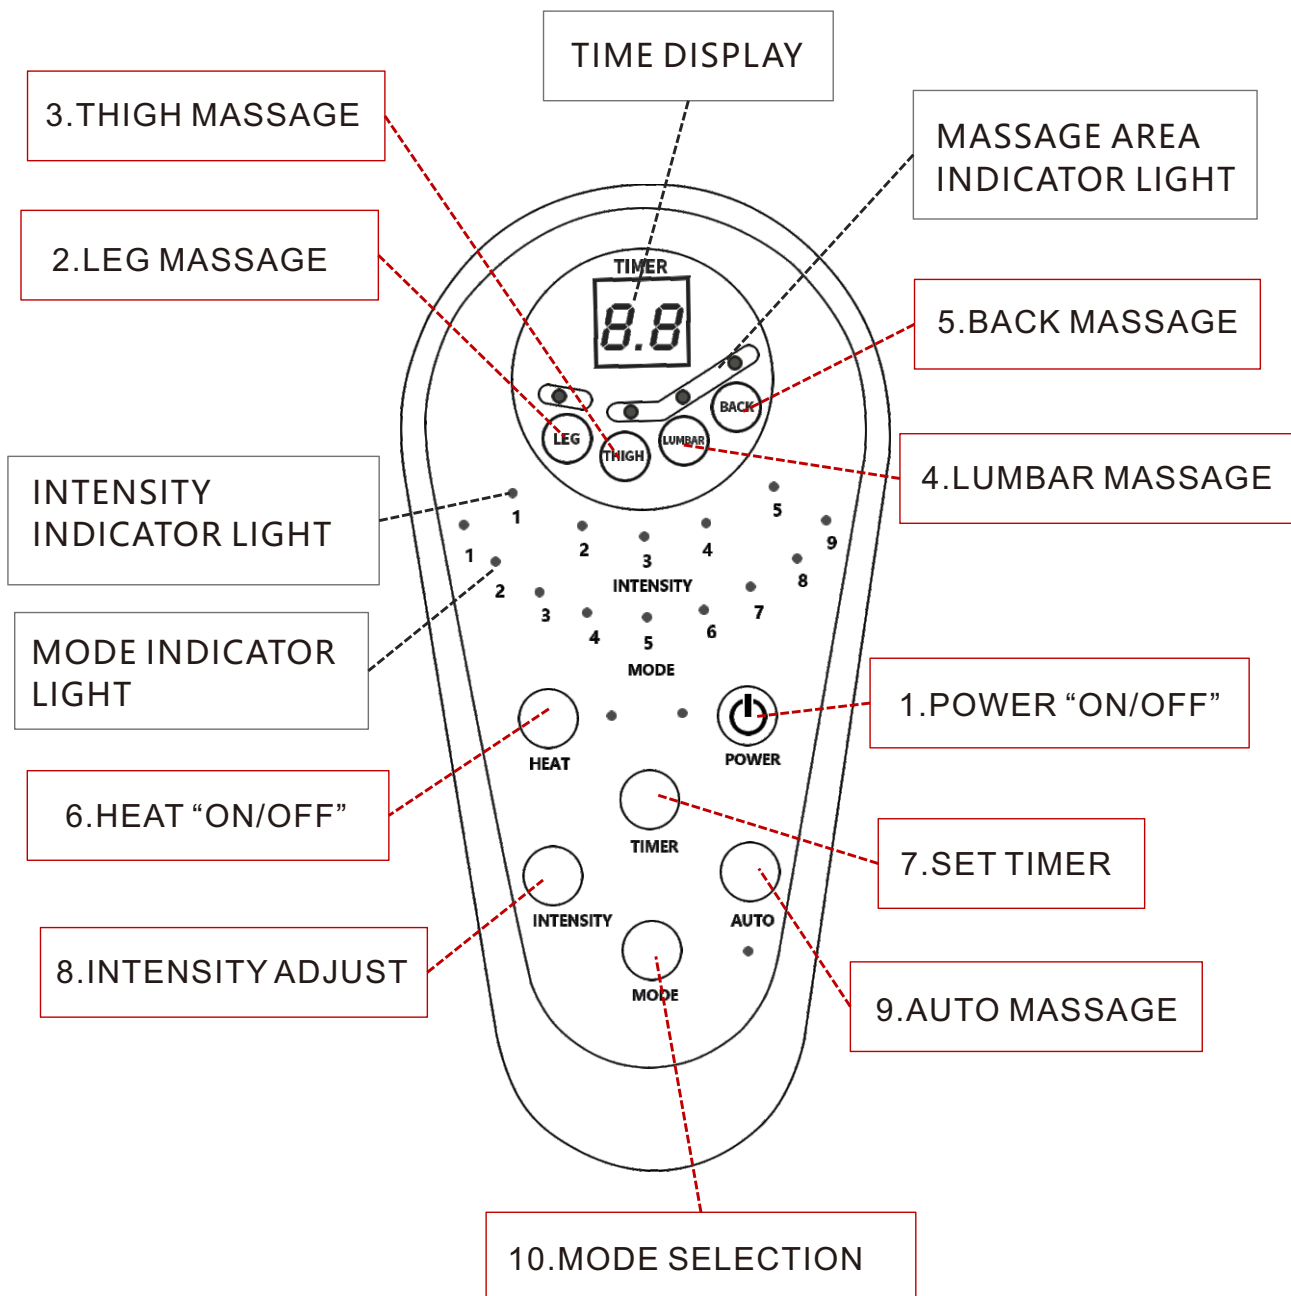 TIME DISPLAY
3.THIGH MASSAGE
MASSAGE AREA
INDICATOR LIGHT
2.LEG MASSAGE
TIMER
8.8
5.BACK MASSAGE
BACK
LEG
THIGH
LUMBAR
4.LUMBAR MASSAGE
INTENSITY
INDICATOR LIGHT
1
2
3
4
5
INTENSITY
1
2
3
4
5
6
7
8
9
MODE
MODE INDICATOR
LIGHT
1.POWER “ON/OFF”
HEAT
POWER
6.HEAT “ON/OFF”
TIMER
7.SET TIMER
INTENSITY
AUTO
8.INTENSITY ADJUST
MODE
9.AUTO MASSAGE
10.MODE SELECTION